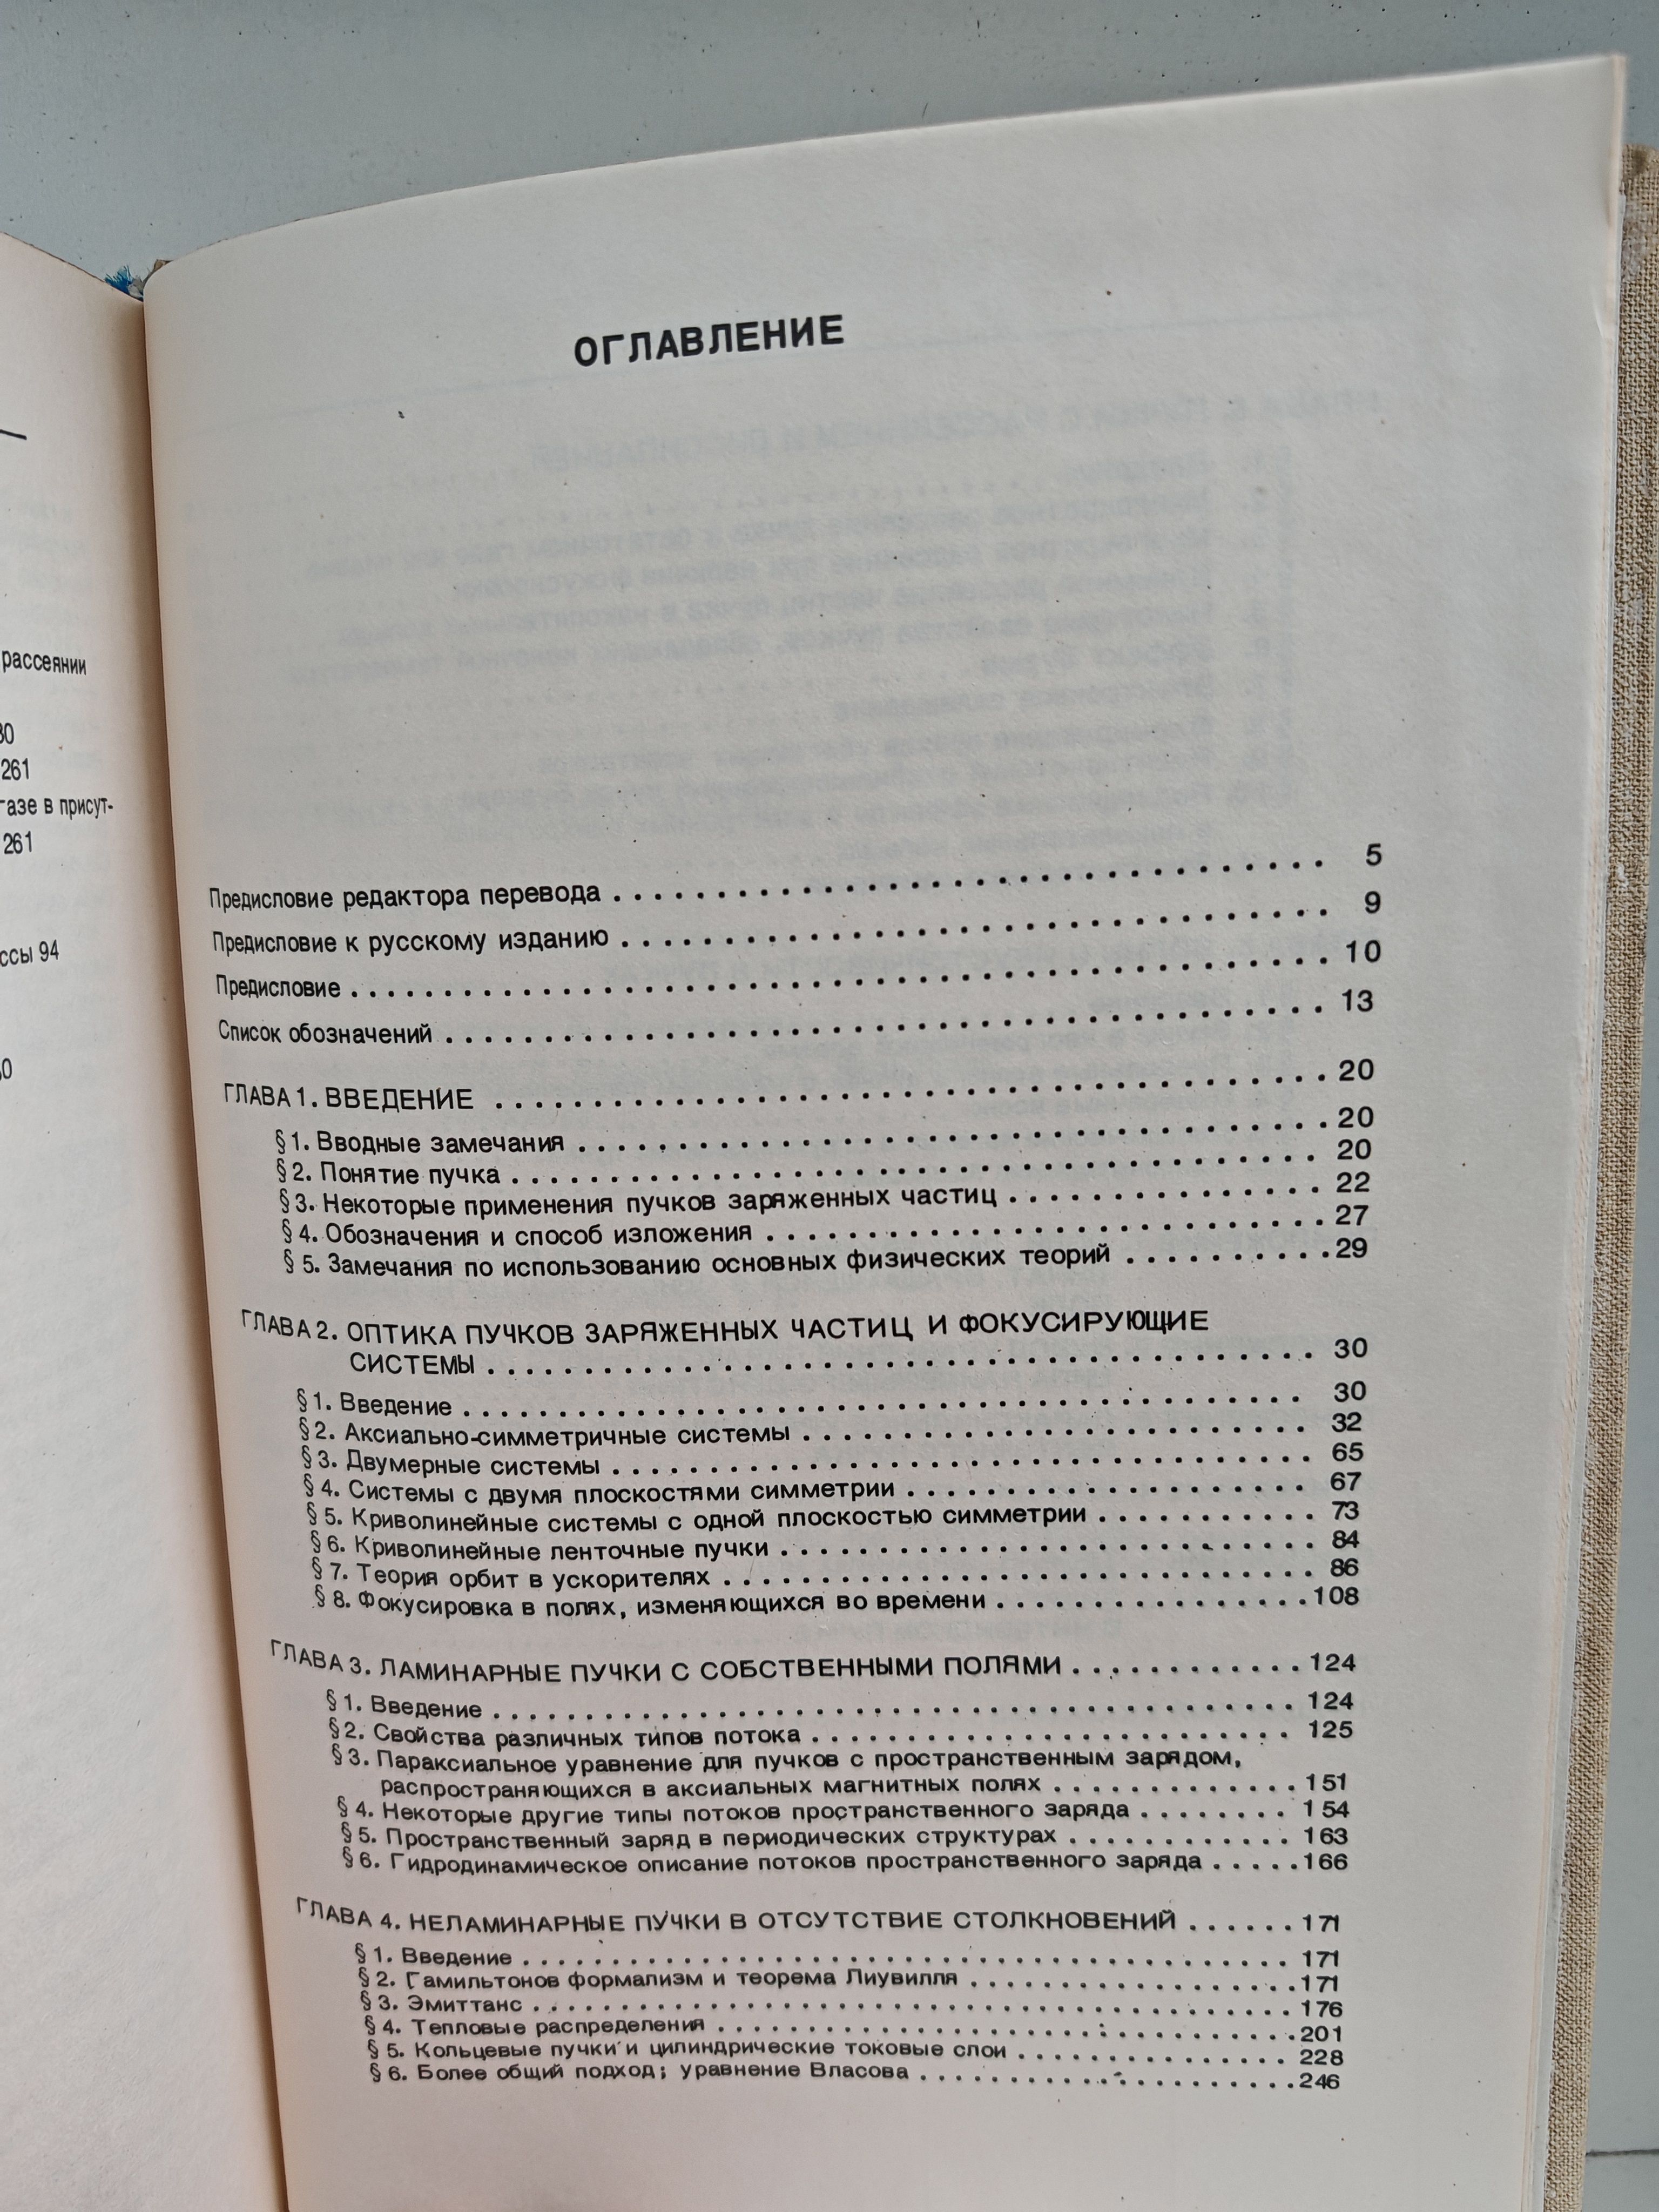 рассеянии
261
газе в присут-
261
ссы 94
ОГЛАВЛЕНИЕ
Предисловие редактора перевода . . . . . . . . . . . . . . . . . . . . 5
Предисловие к русскому изданию . . . . . . . . . . . . . . . . . . . . 9
Предисловие . . . . . . . . . . . . . . . . . . . . 10
Список обозначений . . . . . . . . . . . . . . . . . . . . 13
ГЛАВА 1. ВВЕДЕНИЕ . . . . . . . . . . . . . . . . . . . . 20
§ 1. Вводные замечания . . . . . . . . . . . . . . . . . . . . 20
§ 2. Понятие пучка . . . . . . . . . . . . . . . . . . . . 20
§ 3. Некоторые применения пучков заряженных частиц . . . . . . . . . . . . . 22
§ 4. Обозначения и способ изложения . . . . . . . . . . . . . . . . . . . . 27
§ 5. Замечания по использованию основных физических теорий . . . . . . . . . . 29
ГЛАВА 2. ОПТИКА ПУЧКОВ ЗАРЯЖЕННЫХ ЧАСТИЦ И ФОКУСИРУЮЩИЕ
СИСТЕМЫ . . . . . . . . . . . . . . . . . . . . 30
§ 1. Введение . . . . . . . . . . . . . . . . . . . . 30
§ 2. Аксиально-симметричные системы . . . . . . . . . . . . . . . . . . . . 32
§ 3. Двумерные системы . . . . . . . . . . . . . . . . . . . . 65
§ 4. Системы с двумя плоскостями симметрии . . . . . . . . . . . . . . . . 67
§ 5. Криволинейные системы с одной плоскостью симметрии . . . . . . . . . . . 73
§ 6. Криволинейные ленточные пучки . . . . . . . . . . . . . . . . . . . . 84
§ 7. Теория орбит в ускорителях . . . . . . . . . . . . . . . . . . . . 86
§ 8. Фокусировка в полях, изменяющихся во времени . . . . . . . . . . . . . 108
ГЛАВА 3. ЛАМИНАРНЫЕ ПУЧКИ С СОБСТВЕННЫМИ ПОЛЯМИ . . . . . . . . . . . . 124
§ 1. Введение . . . . . . . . . . . . . . . . . . . . 124
§ 2. Свойства различных типов потока . . . . . . . . . . . . . . . . . . . . 125
§ 3. Параксиальное уравнение для пучков с пространственным зарядом,
распространяющихся в аксиальных магнитных полях . . . . . . . . . . . . . 151
§ 4. Некоторые другие типы потоков пространственного заряда . . . . . . . . 154
§ 5. Пространственный заряд в периодических структурах . . . . . . . . . . . . 163
§ 6. Гидродинамическое описание потоков пространственного заряда . . . . . 166
ГЛАВА 4. НЕЛАМИНАРНЫЕ ПУЧКИ В ОТСУТСТВИЕ СТОЛКНОВЕНИЙ . . . . . . 171
§ 1. Введение . . . . . . . . . . . . . . . . . . . . 171
§ 2. Гамильтонов формализм и теорема Лиувилля . . . . . . . . . . . . . . . 171
§ 3. Эмиттанс . . . . . . . . . . . . . . . . . . . . 176
§ 4. Тепловые распределения . . . . . . . . . . . . . . . . . . . . 201
§ 5. Кольцевые пучки и цилиндрические токовые слои . . . . . . . . . . . . . 228
§ 6. Более общий подход; уравнение Власова . . . . . . . . . . . . . . . . . 246